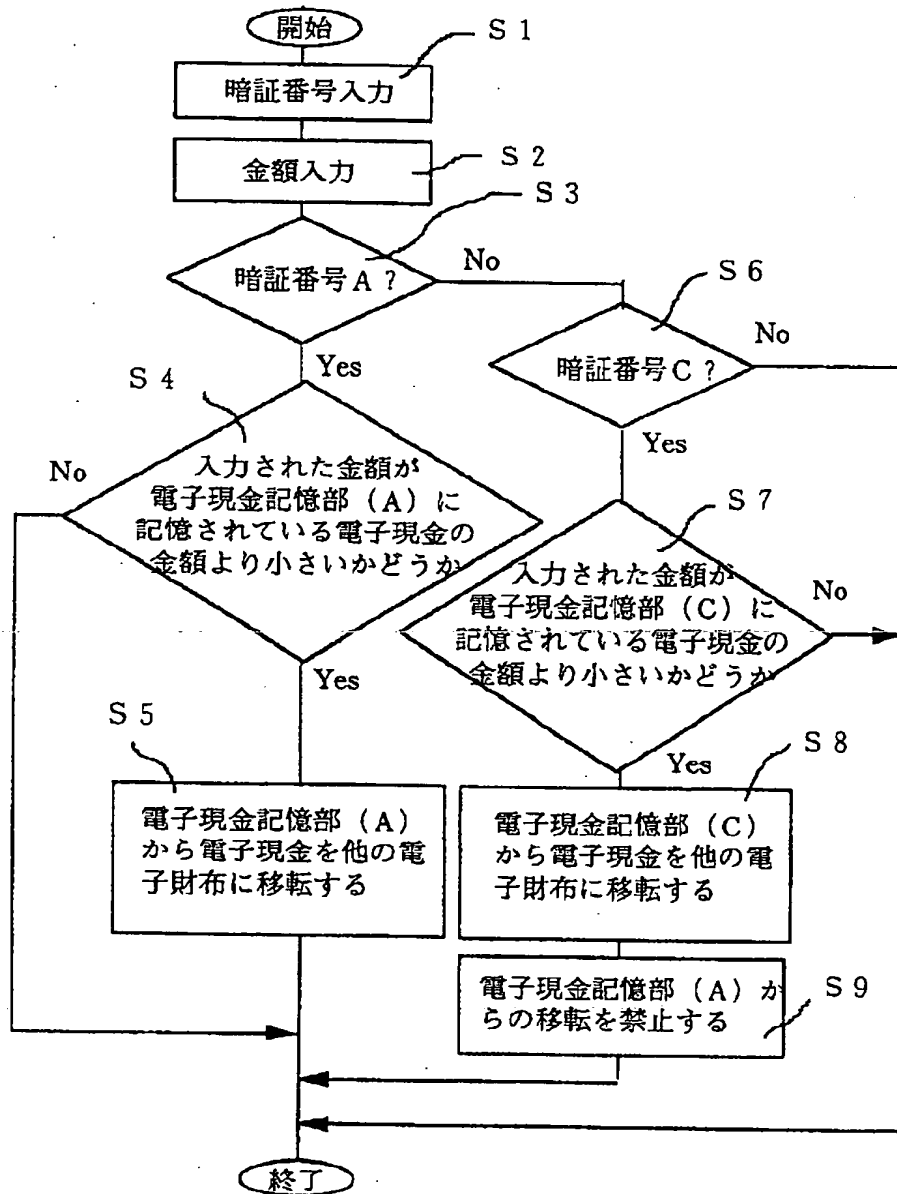 開始
S1
暗証番号入力
S2
金額入力
S3
暗証番号A?
No
S6
暗証番号C?
No
Yes
S4
Yes
No
入力された金額が
電子現金記憶部(A)に
記憶されている電子現金の
金額より小さいかどうか
S7
入力された金額が
電子現金記憶部(C)に
記憶されている電子現金の
金額より小さいかどうか
No
Yes
S5
Yes
S8
電子現金記憶部(A)
から電子現金を他の電
子財布に移転する
電子現金記憶部(C)
から電子現金を他の電
子財布に移転する
電子現金記憶部(A)か
らの移転を禁止する
S9
終了